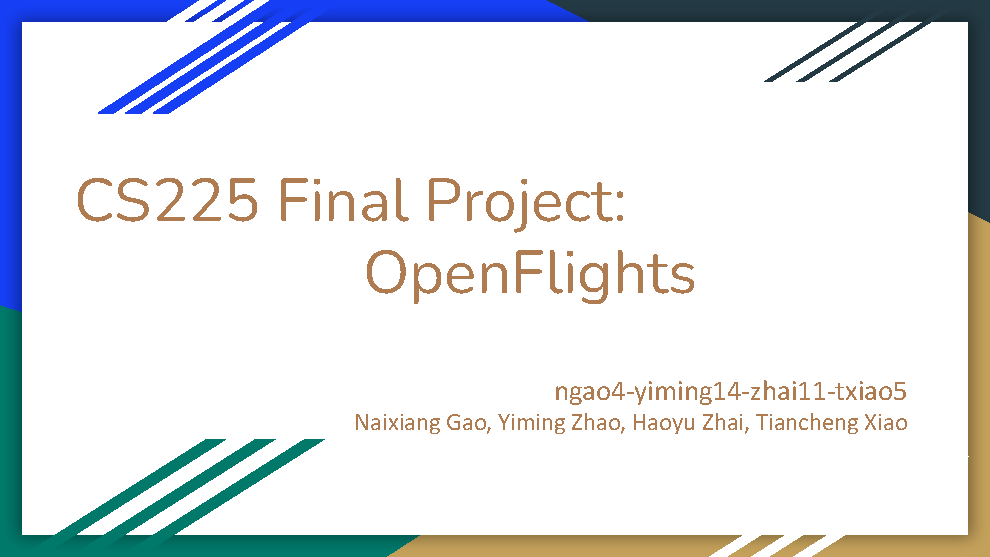 CS225 Final Project:
OpenFlights
ngao4-yiming14-zhai11-txiao5
Naixiang Gao, Yiming Zhao, Haoyu Zhai, Tiancheng Xiao